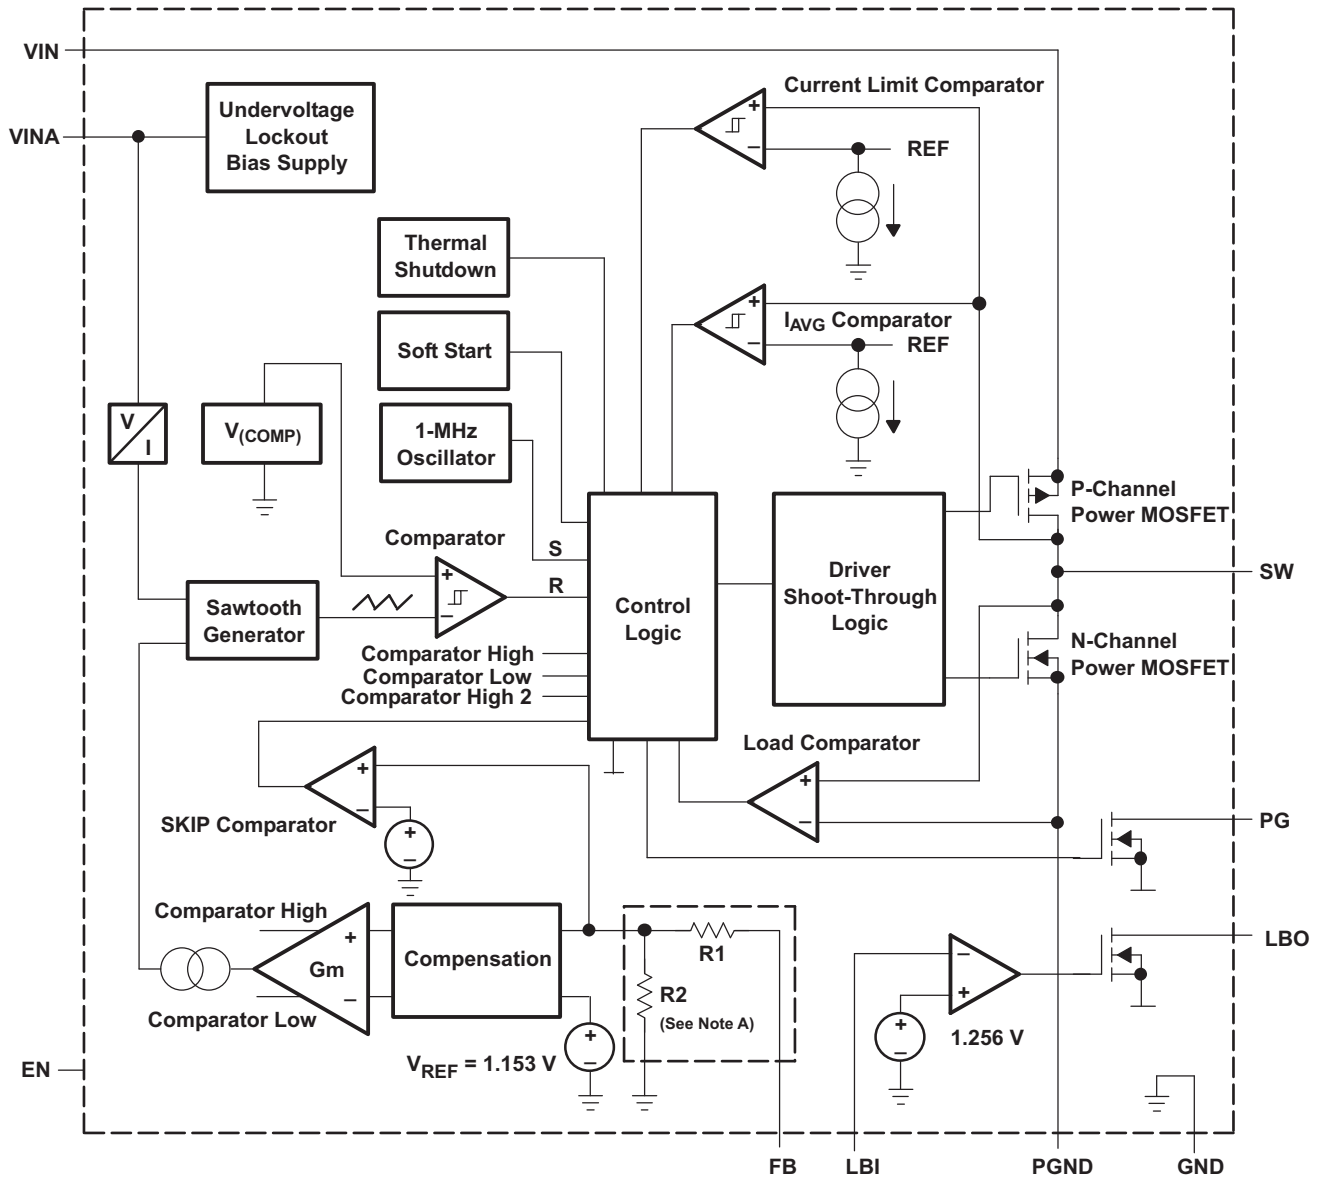 VIN
Current Limit Comparator
+
−
REF
VINA
Undervoltage
Lockout
Bias Supply
Thermal
Shutdown
+
−
IAVG Comparator
REF
Soft Start
V
I
V(COMP)
1-MHz
Oscillator
P-Channel
Power MOSFET
Comparator
+
−
S
R
Control
Logic
Driver
Shoot-Through
Logic
SW
Sawtooth
Generator
N-Channel
Power MOSFET
Comparator High
Comparator Low
Comparator High 2
Load Comparator
+
−
+
−
SKIP Comparator
+
−
PG
Comparator High
+
Gm
−
Comparator Low
Compensation
R1
R2
(See Note A)
VREF = 1.153 V
+
−
−
+
+
−
1.256 V
LBO
EN
FB
LBI
PGND
GND